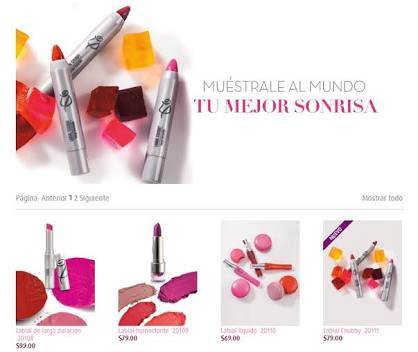 MUÉSTRALE AL MUNDO
TU MEJOR SONRISA
Página: Anterior 1 2 Siguiente
Mostrar todo
NUEVO
Labial de larga duración
20108
$99.00
Labial humectante 20109
$79.00
Labial líquido 20110
$69.00
Labial Chubby 20111
$79.00